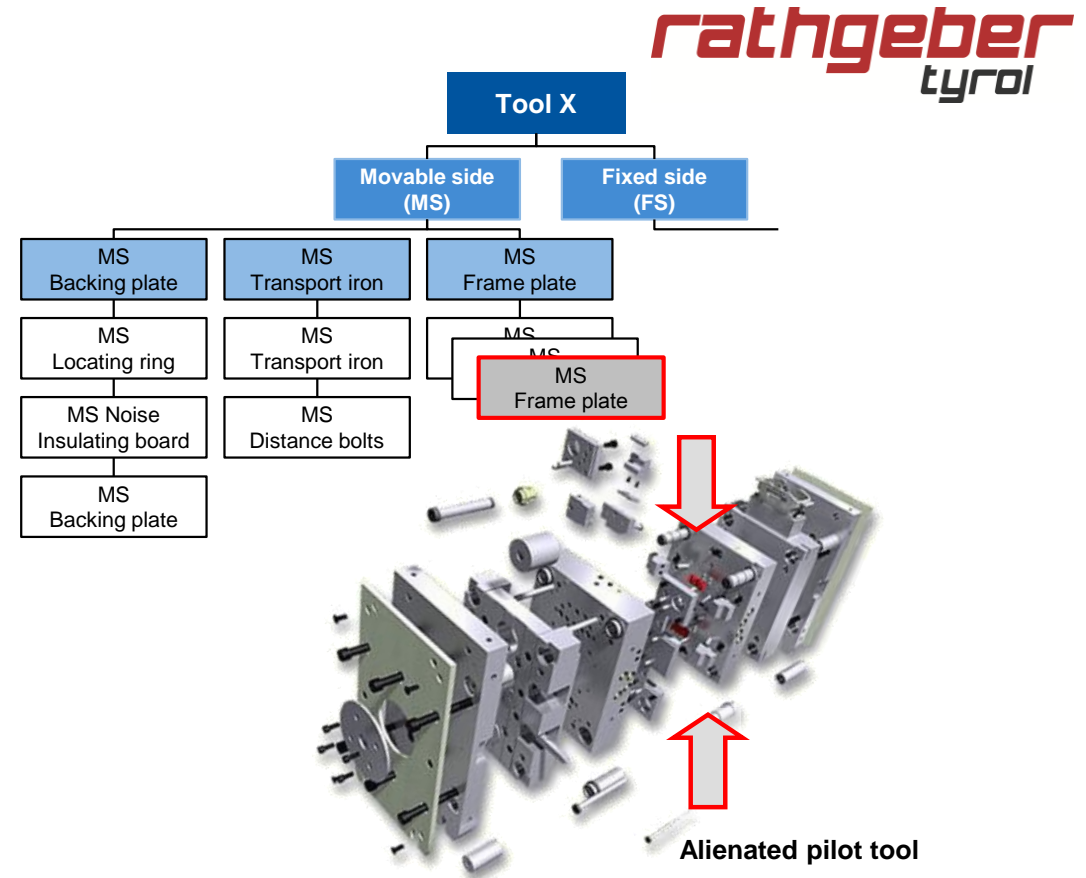 rathgeber
tyrol
Tool X
Movable side
(MS)
Fixed side
(FS)
MS
Backing plate
MS
Transport iron
MS
Frame plate
MS
Locating ring
MS
Transport iron
MS
MS
MS
Frame plate
MS Noise
Insulating board
MS
Distance bolts
MS
Backing plate
Alienated pilot tool